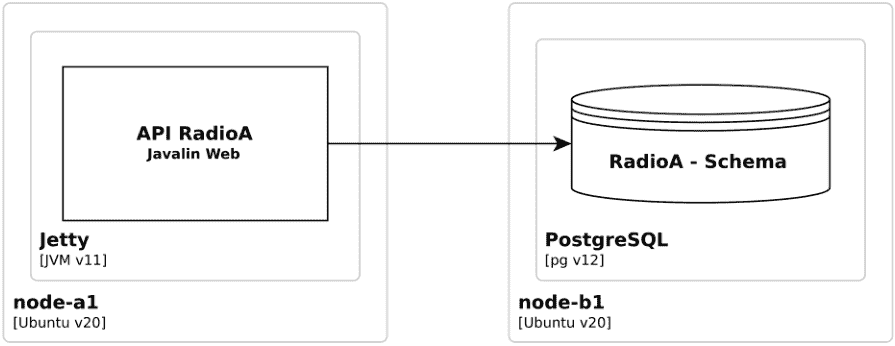 API RadioA
Javalin Web
Jetty
[JVM v11]
node-a1
[Ubuntu v20]
RadioA - Schema
PostgreSQL
[pg v12]
node-b1
[Ubuntu v20]